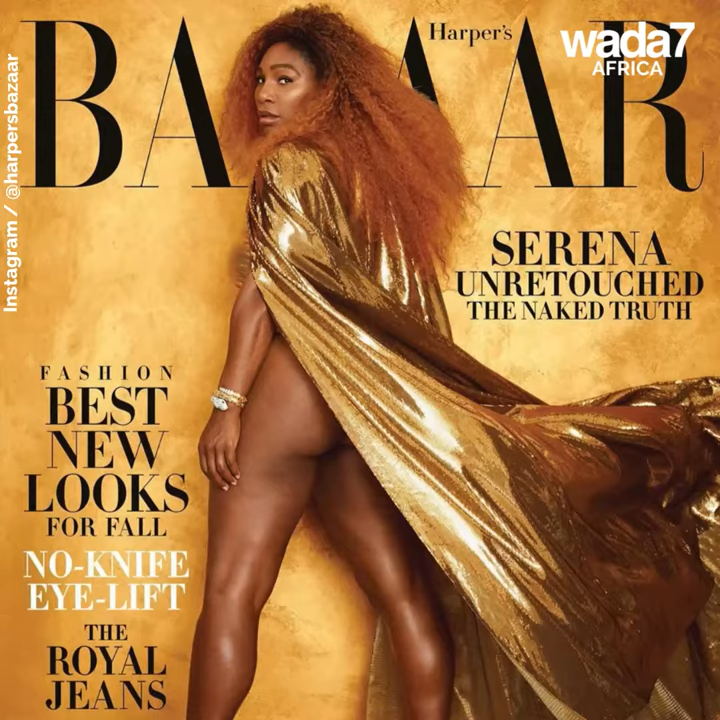 Harper's
BAZAAR
wada7
AFRICA
Instagram / @harpersbazaar
SERENA
UNRETOUCHED
THE NAKED TRUTH
FASHION
BEST
NEW
LOOKS
FOR FALL
NO-KNIFE
EYE-LIFT
THE
ROYAL
JEANS